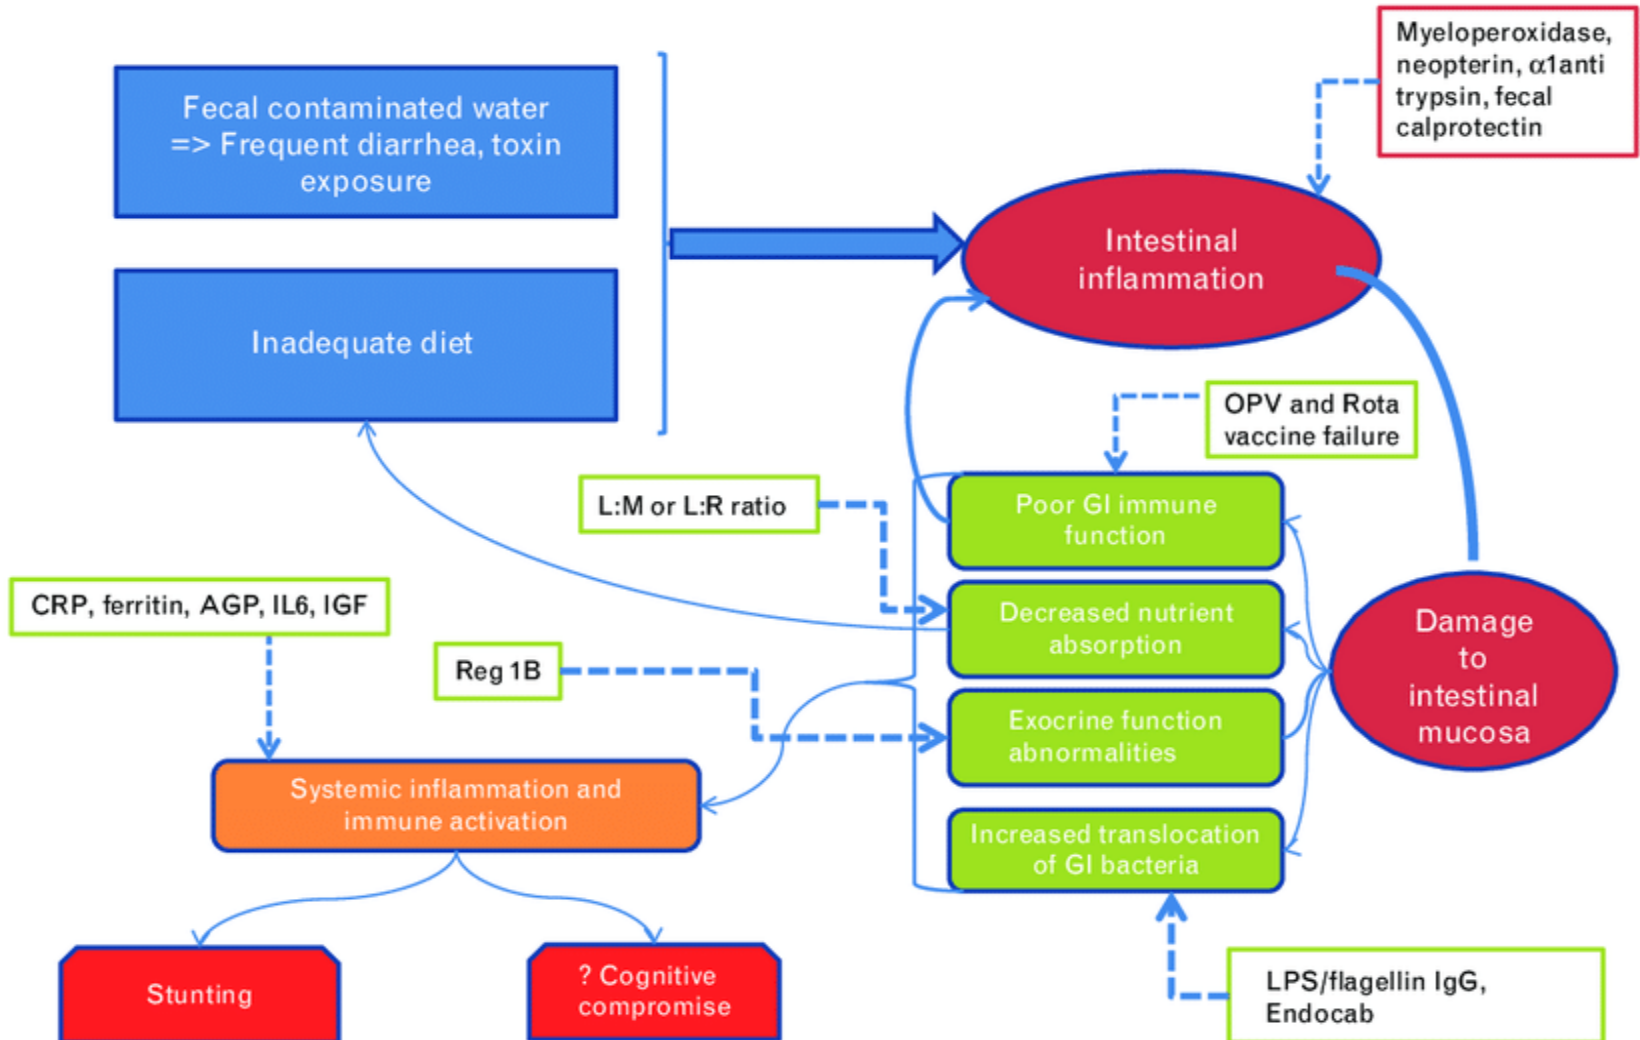 Myeloperoxidase,
neopterin, α1anti
trypsin, fecal
calprotectin
Fecal contaminated water
=> Frequent diarrhea, toxin
exposure
Intestinal
inflammation
Inadequate diet
OPV and Rota
vaccine failure
L:M or L:R ratio
Poor GI immune
function
CRP, ferritin, AGP, IL6, IGF
Decreased nutrient
absorption
Damage
to
intestinal
mucosa
Reg 1B
Exocrine function
abnormalities
Systemic inflammation and
immune activation
Increased translocation
of GI bacteria
Stunting
? Cognitive
compromise
LPS/flagellin IgG,
Endocab